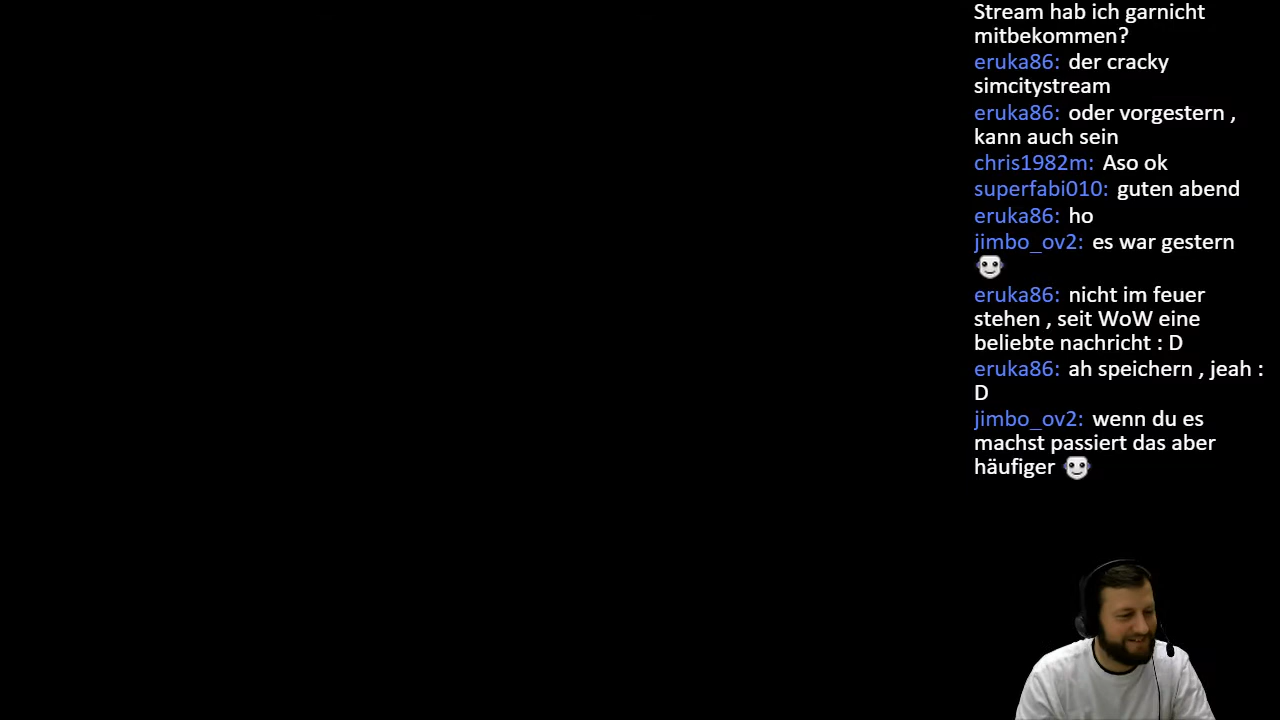 Stream hab ich garnicht
mitbekommen?
eruka86: der cracky
simcitystream
eruka86: oder vorgestern ,
kann auch sein
chris1982m: Aso ok
superfabi010: guten abend
eruka86: ho
jimbo_ov2: es war gestern
eruka86: nicht im feuer
stehen , seit WoW eine
beliebte nachricht : D
eruka86: ah speichern , jeah :
D
jimbo_ov2: wenn du es
machst passiert das aber
häufiger